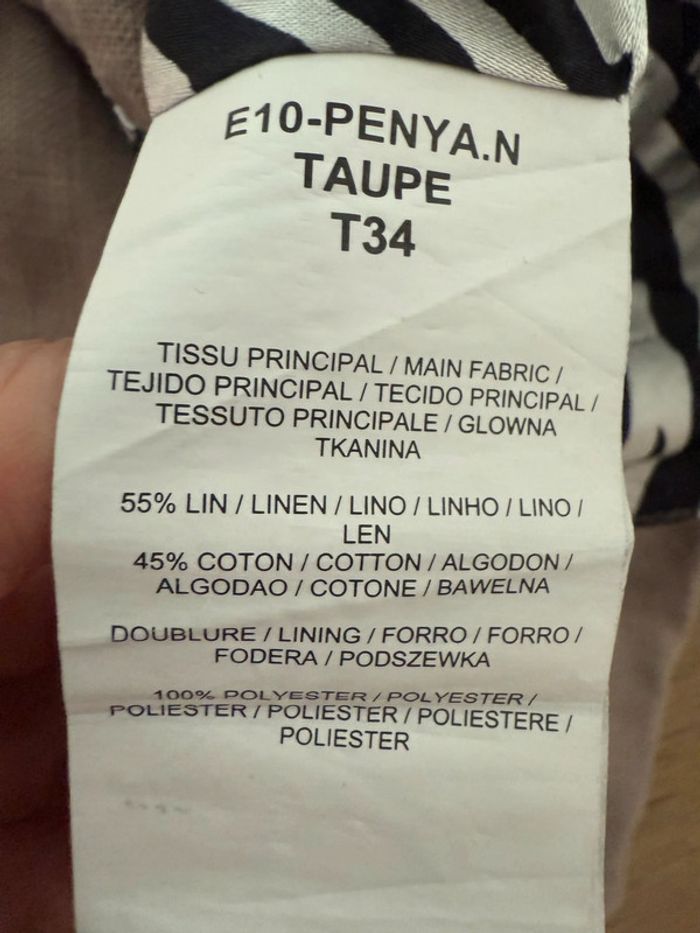 E10-PENYA.N
TAUPE
T34
TISSU PRINCIPAL / MAIN FABRIC /
TEJIDO PRINCIPAL / TECIDO PRINCIPAL /
TESSUTO PRINCIPALE / GLOWNA
TKANINA
55% LIN / LINEN / LINO / LINHO / LINO /
LEN
45% COTON / COTTON / ALGODON /
ALGODAO / COTONE / BAWELNA
DOUBLURE / LINING / FORRO / FORRO /
FODERA / PODSZEWKA
100% POLYESTER / POLYESTER /
POLIESTER / POLIESTER / POLIESTERE /
POLIESTER